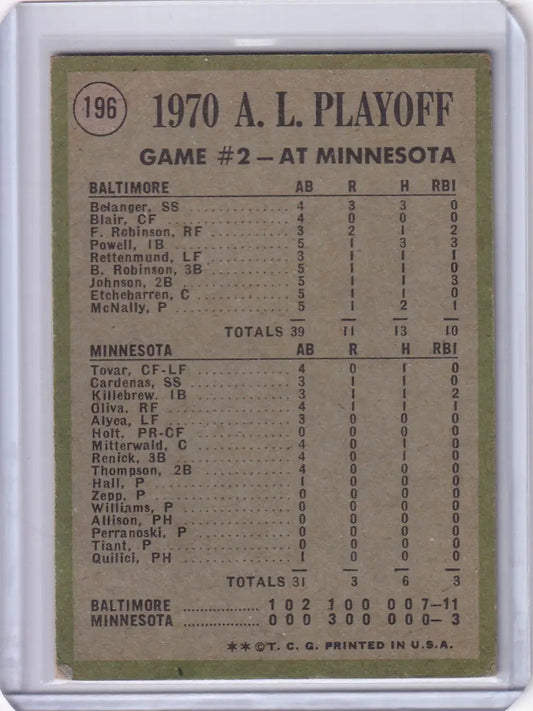 196
1970 A. L. PLAYOFF
GAME #2 – AT MINNESOTA
BALTIMORE AB R H RBI
Belanger, SS .............. 4 3 3 0
Blair, CF .............. 4 0 0 0
F. Robinson, RF .............. 3 2 1 2
Powell, 1B .............. 5 1 3 3
Rettenmund, LF .............. 3 1 1 1
B. Robinson, 3B .............. 5 1 1 0
Johnson, 2B .............. 5 1 1 3
Etchebarren, C .............. 5 1 1 0
McNally, P .............. 5 1 2 1
TOTALS 39 11 13 10
MINNESOTA AB R H RBI
Tovar, CF-LF .............. 4 0 1 0
Cardenas, SS .............. 3 1 1 0
Killebrew. 1B .............. 3 1 1 2
Oliva, RF .............. 4 1 1 1
Alyea, LF .............. 3 0 0 0
Holt. PR-CF .............. 0 0 0 0
Mitterwald, C .............. 4 0 1 0
Renick, 3B .............. 4 0 1 0
Thompson, 2B .............. 4 0 0 0
Hall, P .............. 1 0 0 0
Zepp. P .............. 0 0 0 0
Williams, P .............. 0 0 0 0
Allison, PH .............. 0 0 0 0
Perranoski, P .............. 0 0 0 0
Tiant, P .............. 0 0 0 0
Quilici, PH .............. 1 0 0 0
TOTALS 31 3 6 3
BALTIMORE .............. 1 0 2 1 0 0 0 0 7–11
MINNESOTA .............. 0 0 0 3 0 0 0 0 0– 3
**©T. C. G. PRINTED IN U.S.A.